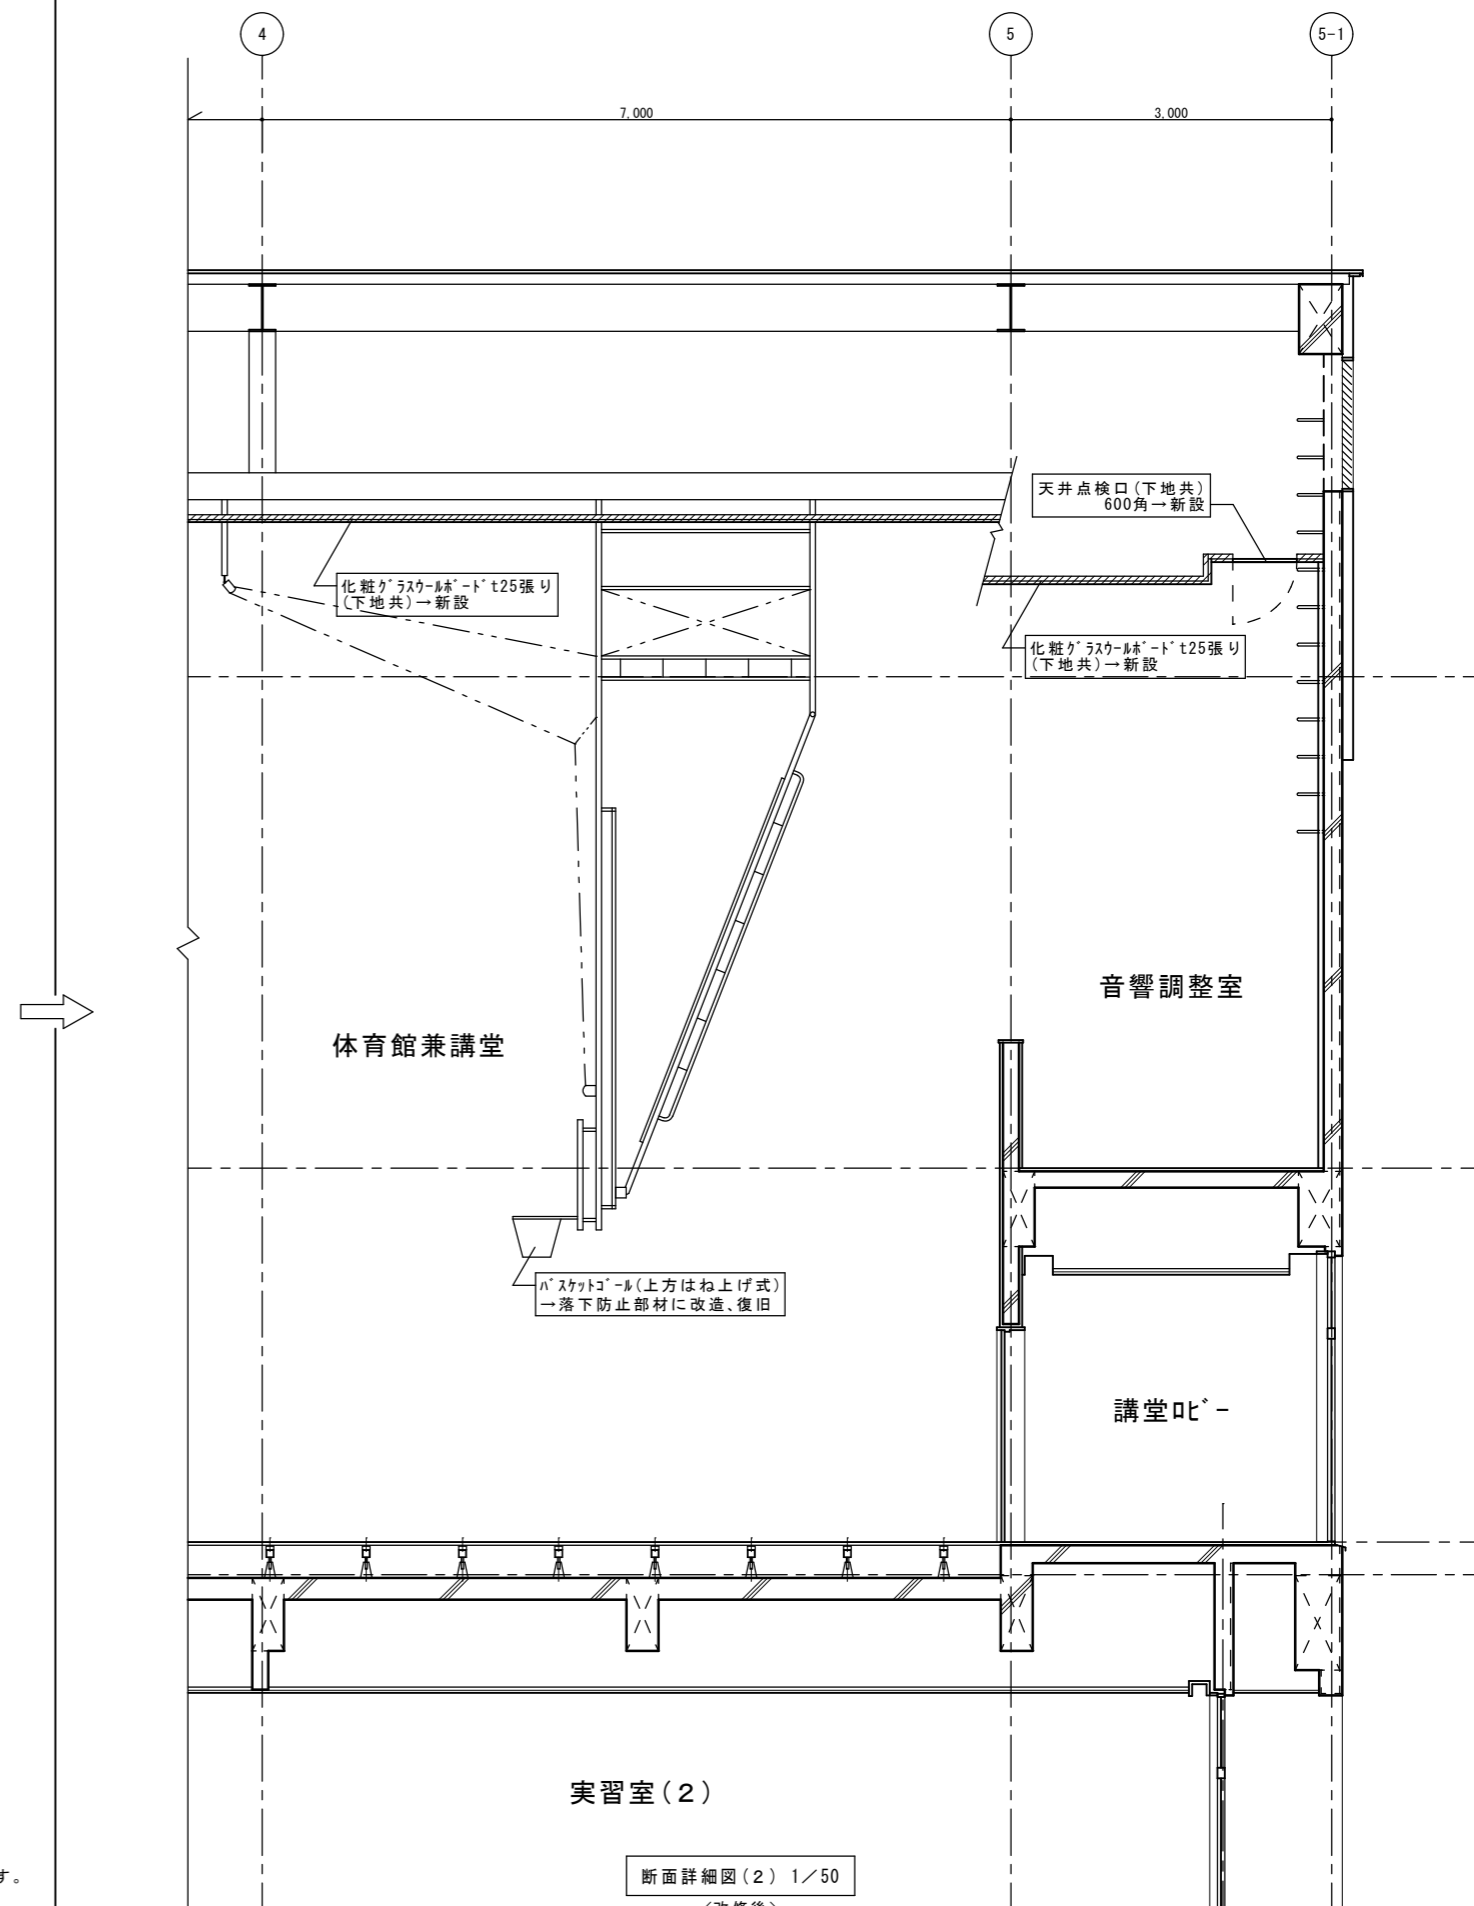 4
5
5-1
7,000
3,000
天井点検口(下地共)
600角→新設
化粧グラスウールボードt25張り
(下地共)→新設
化粧グラスウールボードt25張り
(下地共)→新設
音響調整室
体育館兼講堂
バスケットゴール(上方はね上げ式)
→落下防止部材に改造、復旧
講堂ロビー
実習室(2)
す。
断面詳細図(2) 1/50
(改修後)